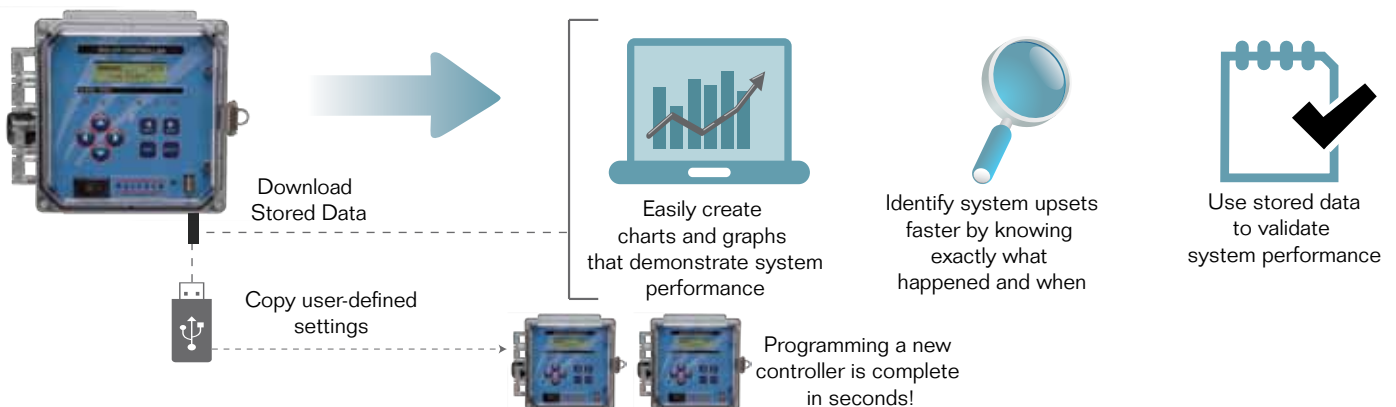 BOILER CONTROLLER
Download
Stored Data
Easily create
charts and graphs
that demonstrate system
performance
Identify system upsets
faster by knowing
exactly what
happened and when
Use stored data
to validate
system performance
Copy user-defined
settings
Programming a new
controller is complete
in seconds!